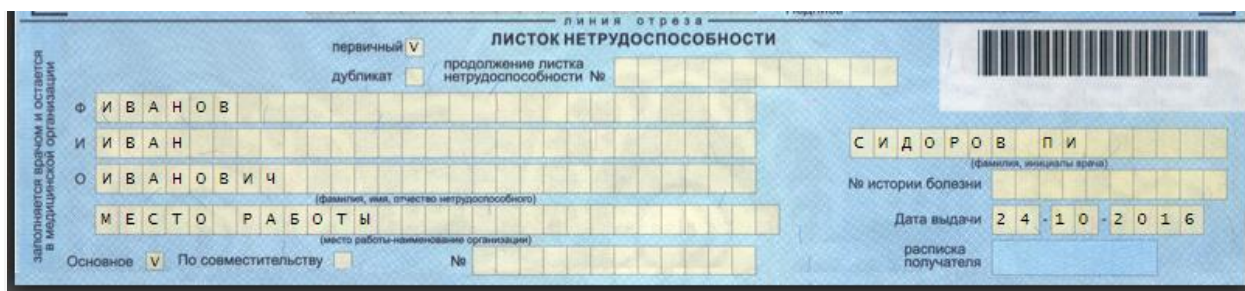 линия отреза
ЛИСТОК НЕТРУДОСПОСОБНОСТИ
первичный V
дубликат
продолжение листка
нетрудоспособности №
заполняется врачом и остается
в медицинской организации
Ф ИВАНОВ
И ИВАН
О ИВАНОВИЧ
(фамилия, имя, отчество нетрудоспособного)
МЕСТО РАБОТЫ
(место работы-наименование организации)
Основное V По совместительству №
СИДОРОВ ПИ
(фамилия, инициалы врача)
№ истории болезни
Дата выдачи 24-10-2016
расписка
получателя